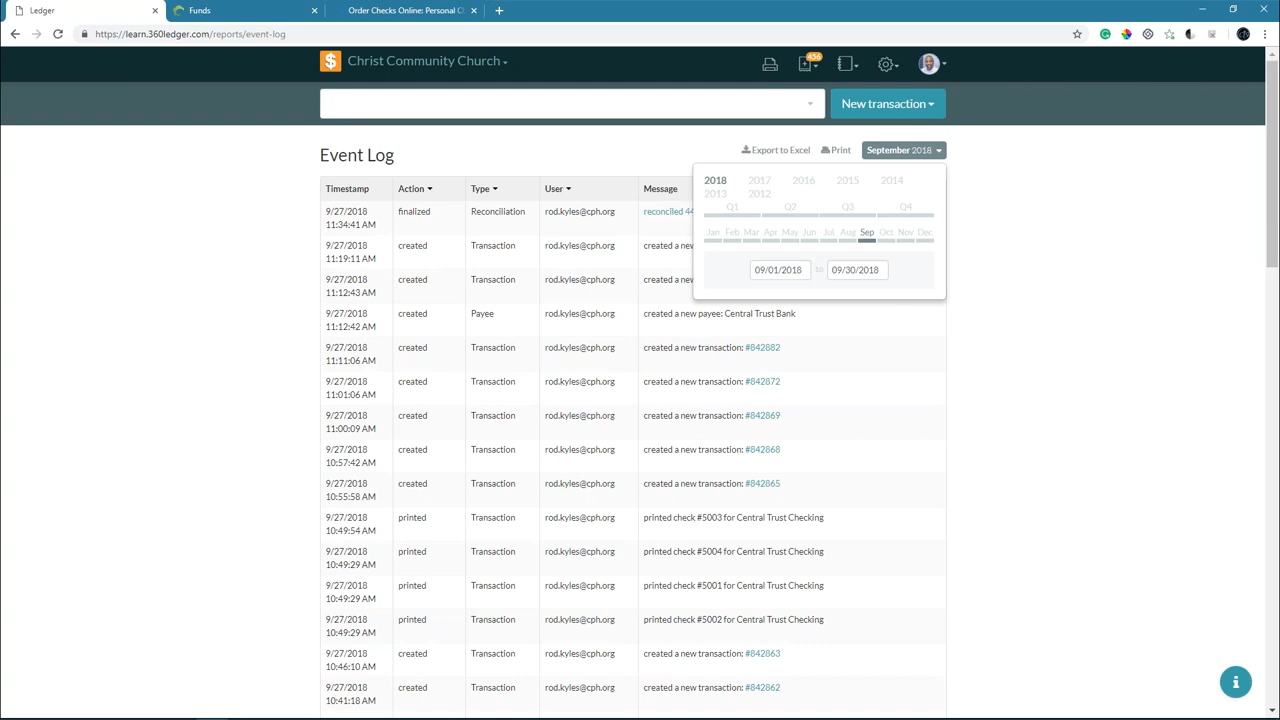 Ledger
Funds
Order Checks Online: Personal C
https://learn.360ledger.com/reports/event-log
Christ Community Church
456
New transaction
Event Log
Export to Excel Print September 2018
Timestamp Action Type User Message
2018 2017 2016 2015 2014
2013 2012
Q1 Q2 Q3 Q4
Jan Feb Mar Apr May Jun Jul Aug Sep Oct Nov Dec
09/01/2018 to 09/30/2018
9/27/2018 finalized Reconciliation rod.kyles@cph.org reconciled 44
11:34:41 AM
9/27/2018 created Transaction rod.kyles@cph.org created a new
11:19:11 AM
9/27/2018 created Transaction rod.kyles@cph.org created a new
11:12:43 AM
9/27/2018 created Payee rod.kyles@cph.org created a new payee: Central Trust Bank
11:12:42 AM
9/27/2018 created Transaction rod.kyles@cph.org created a new transaction: #842882
11:11:06 AM
9/27/2018 created Transaction rod.kyles@cph.org created a new transaction: #842872
11:01:06 AM
9/27/2018 created Transaction rod.kyles@cph.org created a new transaction: #842869
11:00:09 AM
9/27/2018 created Transaction rod.kyles@cph.org created a new transaction: #842868
10:57:42 AM
9/27/2018 created Transaction rod.kyles@cph.org created a new transaction: #842865
10:55:58 AM
9/27/2018 printed Transaction rod.kyles@cph.org printed check #5003 for Central Trust Checking
10:49:54 AM
9/27/2018 printed Transaction rod.kyles@cph.org printed check #5004 for Central Trust Checking
10:49:29 AM
9/27/2018 printed Transaction rod.kyles@cph.org printed check #5001 for Central Trust Checking
10:49:29 AM
9/27/2018 printed Transaction rod.kyles@cph.org printed check #5002 for Central Trust Checking
10:49:29 AM
9/27/2018 created Transaction rod.kyles@cph.org created a new transaction: #842863
10:46:10 AM
9/27/2018 created Transaction rod.kyles@cph.org created a new transaction: #842862
10:41:18 AM